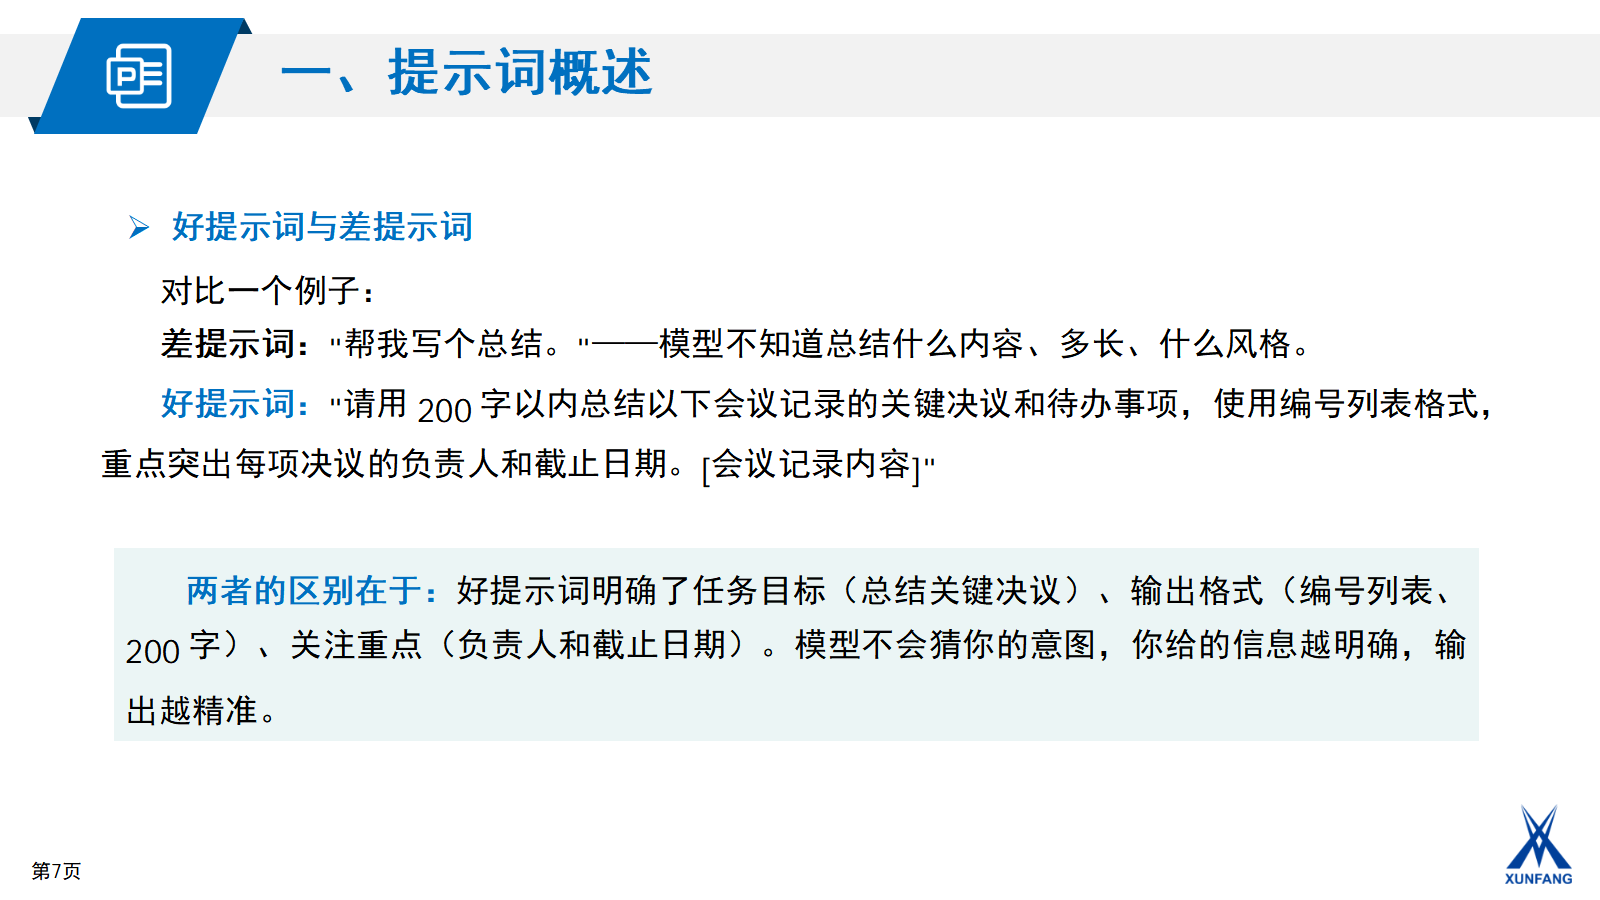 一、提示词概述
好提示词与差提示词
对比一个例子：
差提示词："帮我写个总结。"——模型不知道总结什么内容、多长、什么风格。
好提示词："请用 200 字以内总结以下会议记录的关键决议和待办事项，使用编号列表格式，
重点突出每项决议的负责人和截止日期。[会议记录内容]"
两者的区别在于：好提示词明确了任务目标（总结关键决议）、输出格式（编号列表、
200 字）、关注重点（负责人和截止日期）。模型不会猜你的意图，你给的信息越明确，输
出越精准。
第7页
XUNFANG